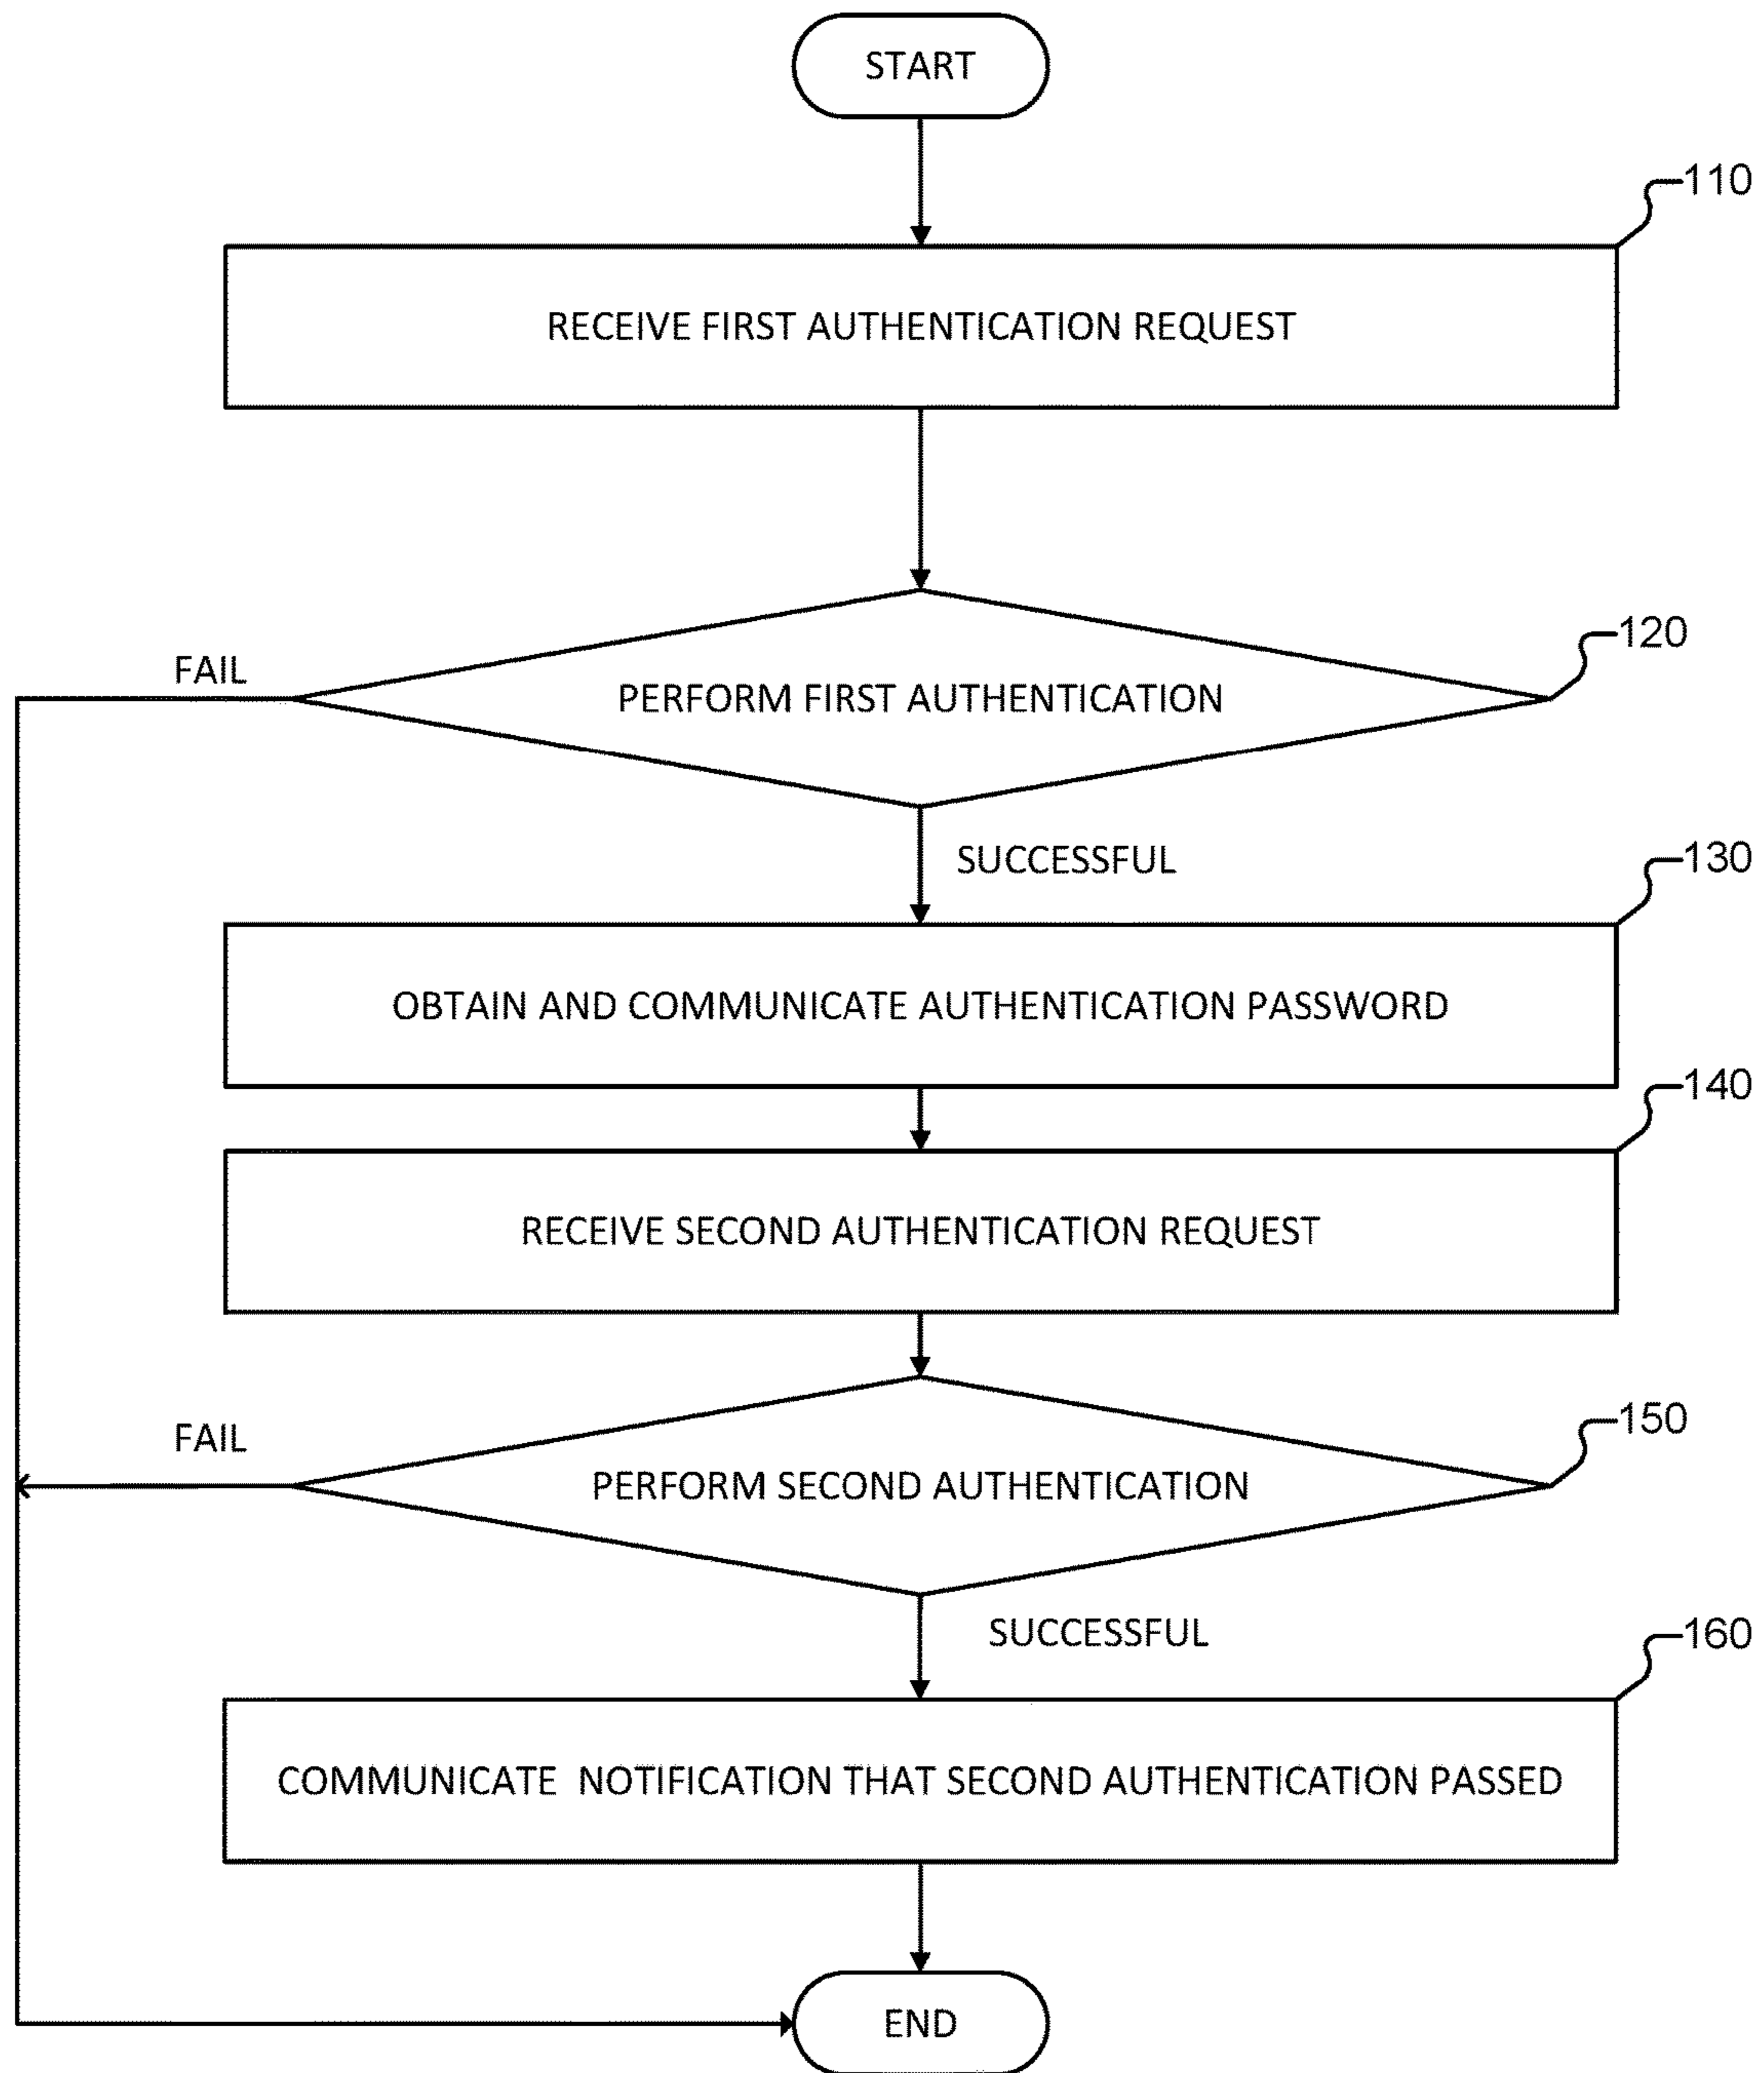 START
110
RECEIVE FIRST AUTHENTICATION REQUEST
120
FAIL
PERFORM FIRST AUTHENTICATION
SUCCESSFUL
130
OBTAIN AND COMMUNICATE AUTHENTICATION PASSWORD
140
RECEIVE SECOND AUTHENTICATION REQUEST
150
FAIL
PERFORM SECOND AUTHENTICATION
SUCCESSFUL
160
COMMUNICATE NOTIFICATION THAT SECOND AUTHENTICATION PASSED
END